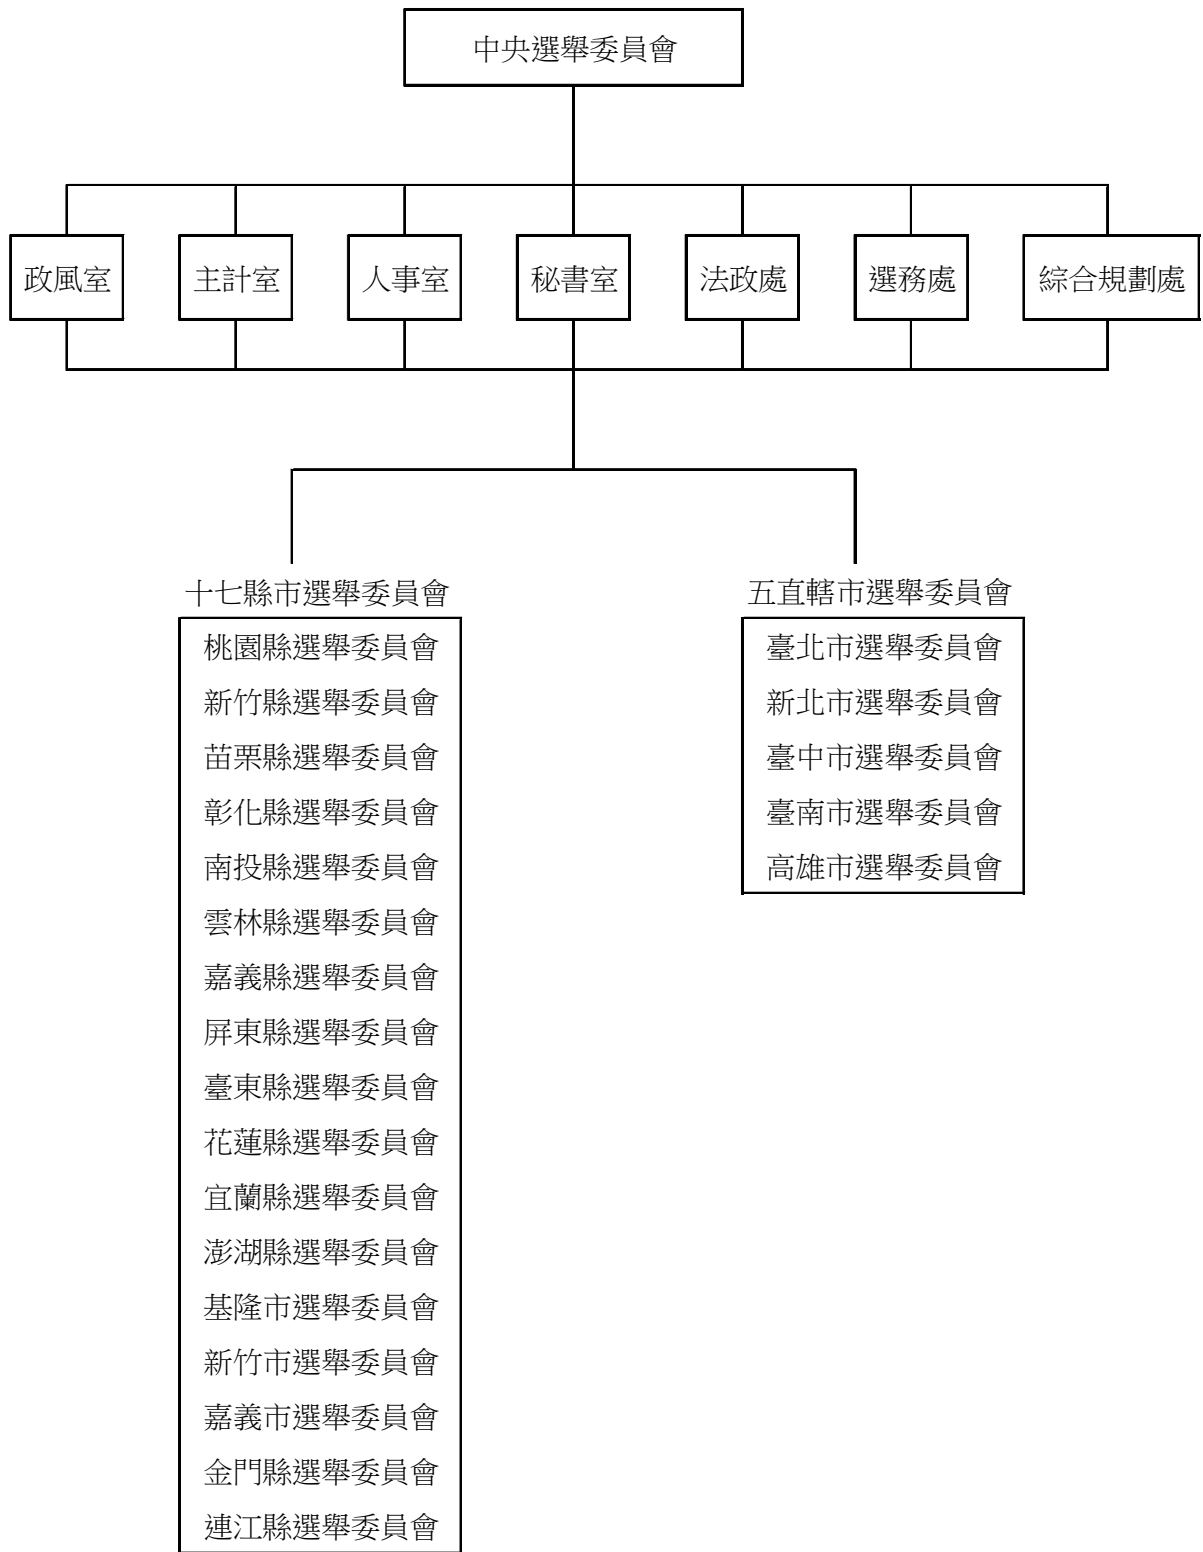 中央選舉委員會
政風室
主計室
人事室
秘書室
法政處
選務處
綜合規劃處
十七縣市選舉委員會
桃園縣選舉委員會
新竹縣選舉委員會
苗栗縣選舉委員會
彰化縣選舉委員會
南投縣選舉委員會
雲林縣選舉委員會
嘉義縣選舉委員會
屏東縣選舉委員會
臺東縣選舉委員會
花蓮縣選舉委員會
宜蘭縣選舉委員會
澎湖縣選舉委員會
基隆市選舉委員會
新竹市選舉委員會
嘉義市選舉委員會
金門縣選舉委員會
連江縣選舉委員會
五直轄市選舉委員會
臺北市選舉委員會
新北市選舉委員會
臺中市選舉委員會
臺南市選舉委員會
高雄市選舉委員會